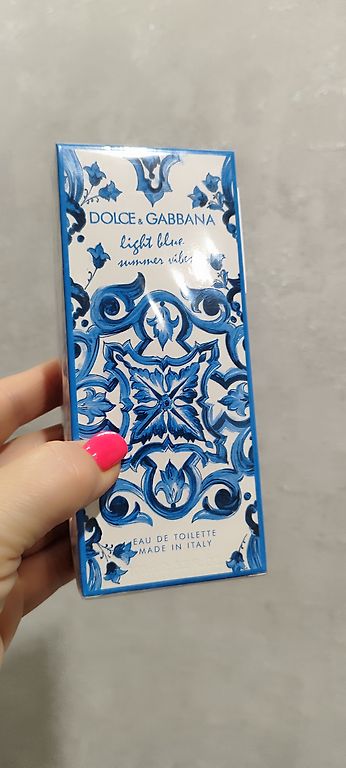 DOLCE & GABBANA
light blue
summer vibes
EAU DE TOILETTE
MADE IN ITALY